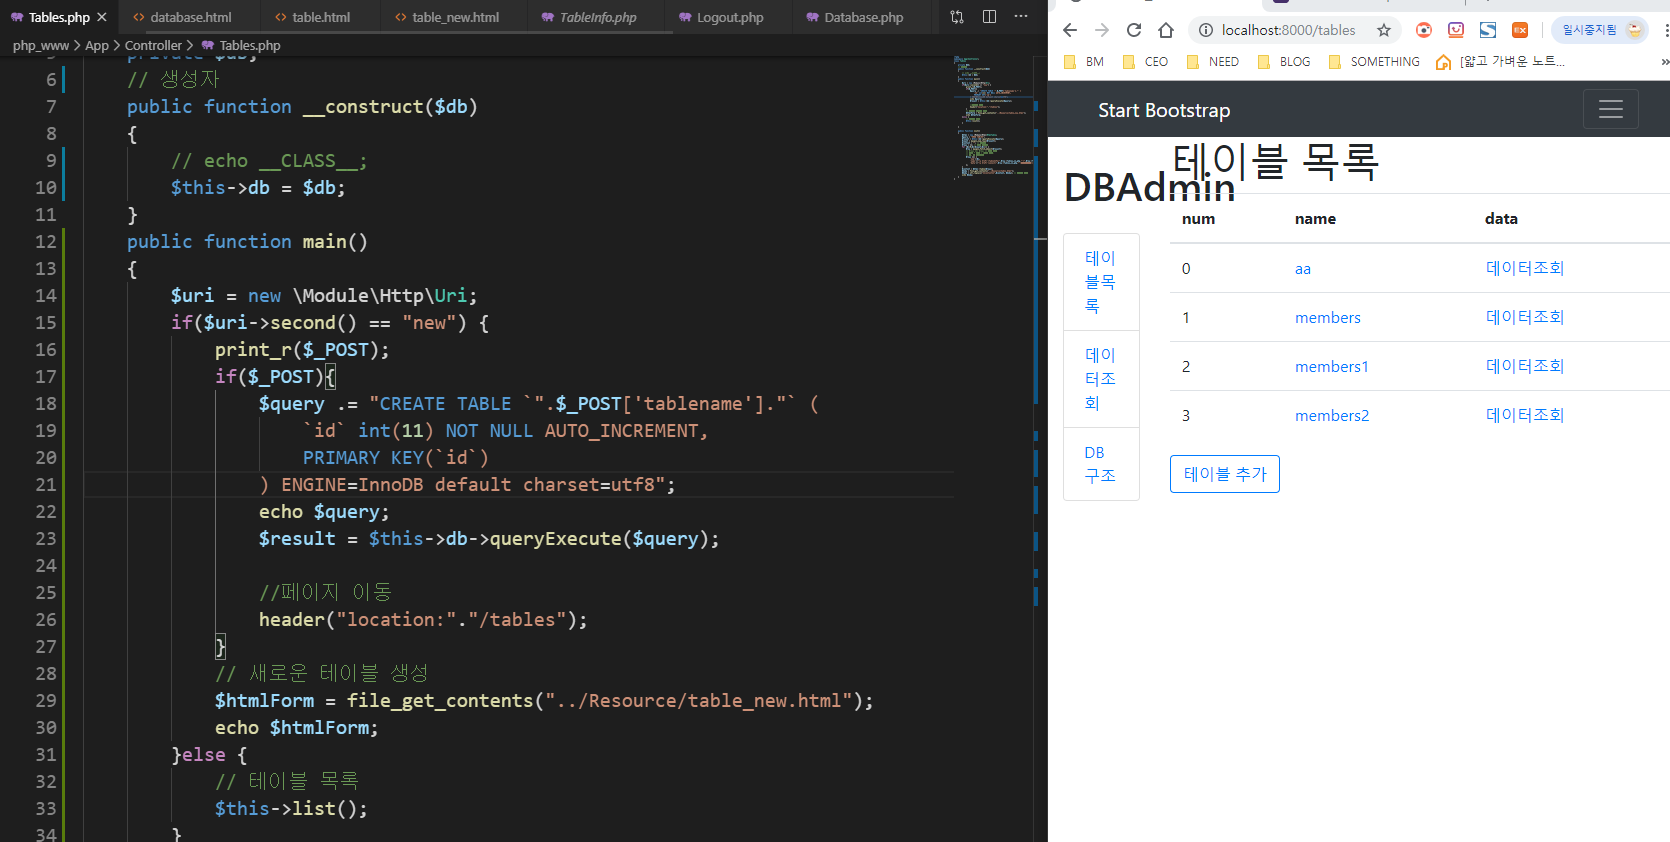 Tables.php
database.html
table.html
table_new.html
TableInfo.php
Logout.php
Database.php
php_www > App > Controller > Tables.php
5 private $db;
6 // 생성자
7 public function __construct($db)
8 {
9 // echo __CLASS__;
10 $this->db = $db;
11 }
12 public function main()
13 {
14 $uri = new \Module\Http\Uri;
15 if($uri->second() == "new") {
16 print_r($_POST);
17 if($_POST){
18 $query .= "CREATE TABLE `".$_POST['tablename']."` (
19 `id` int(11) NOT NULL AUTO_INCREMENT,
20 PRIMARY KEY(`id`)
21 ) ENGINE=InnoDB default charset=utf8";
22 echo $query;
23 $result = $this->db->queryExecute($query);
24
25 //페이지 이동
26 header("location:"."/tables");
27 }
28 // 새로운 테이블 생성
29 $htmlForm = file_get_contents("../Resource/table_new.html");
30 echo $htmlForm;
31 }else {
32 // 테이블 목록
33 $this->list();
34 }
localhost:8000/tables
일시중지됨
BM
CEO
NEED
BLOG
SOMETHING
[얇고 가벼운 노트...
Start Bootstrap
DBAdmin
테이블목록
데이터조회
DB 구조
테이블 목록
num name data
0 aa 데이터조회
1 members 데이터조회
2 members1 데이터조회
3 members2 데이터조회
테이블 추가